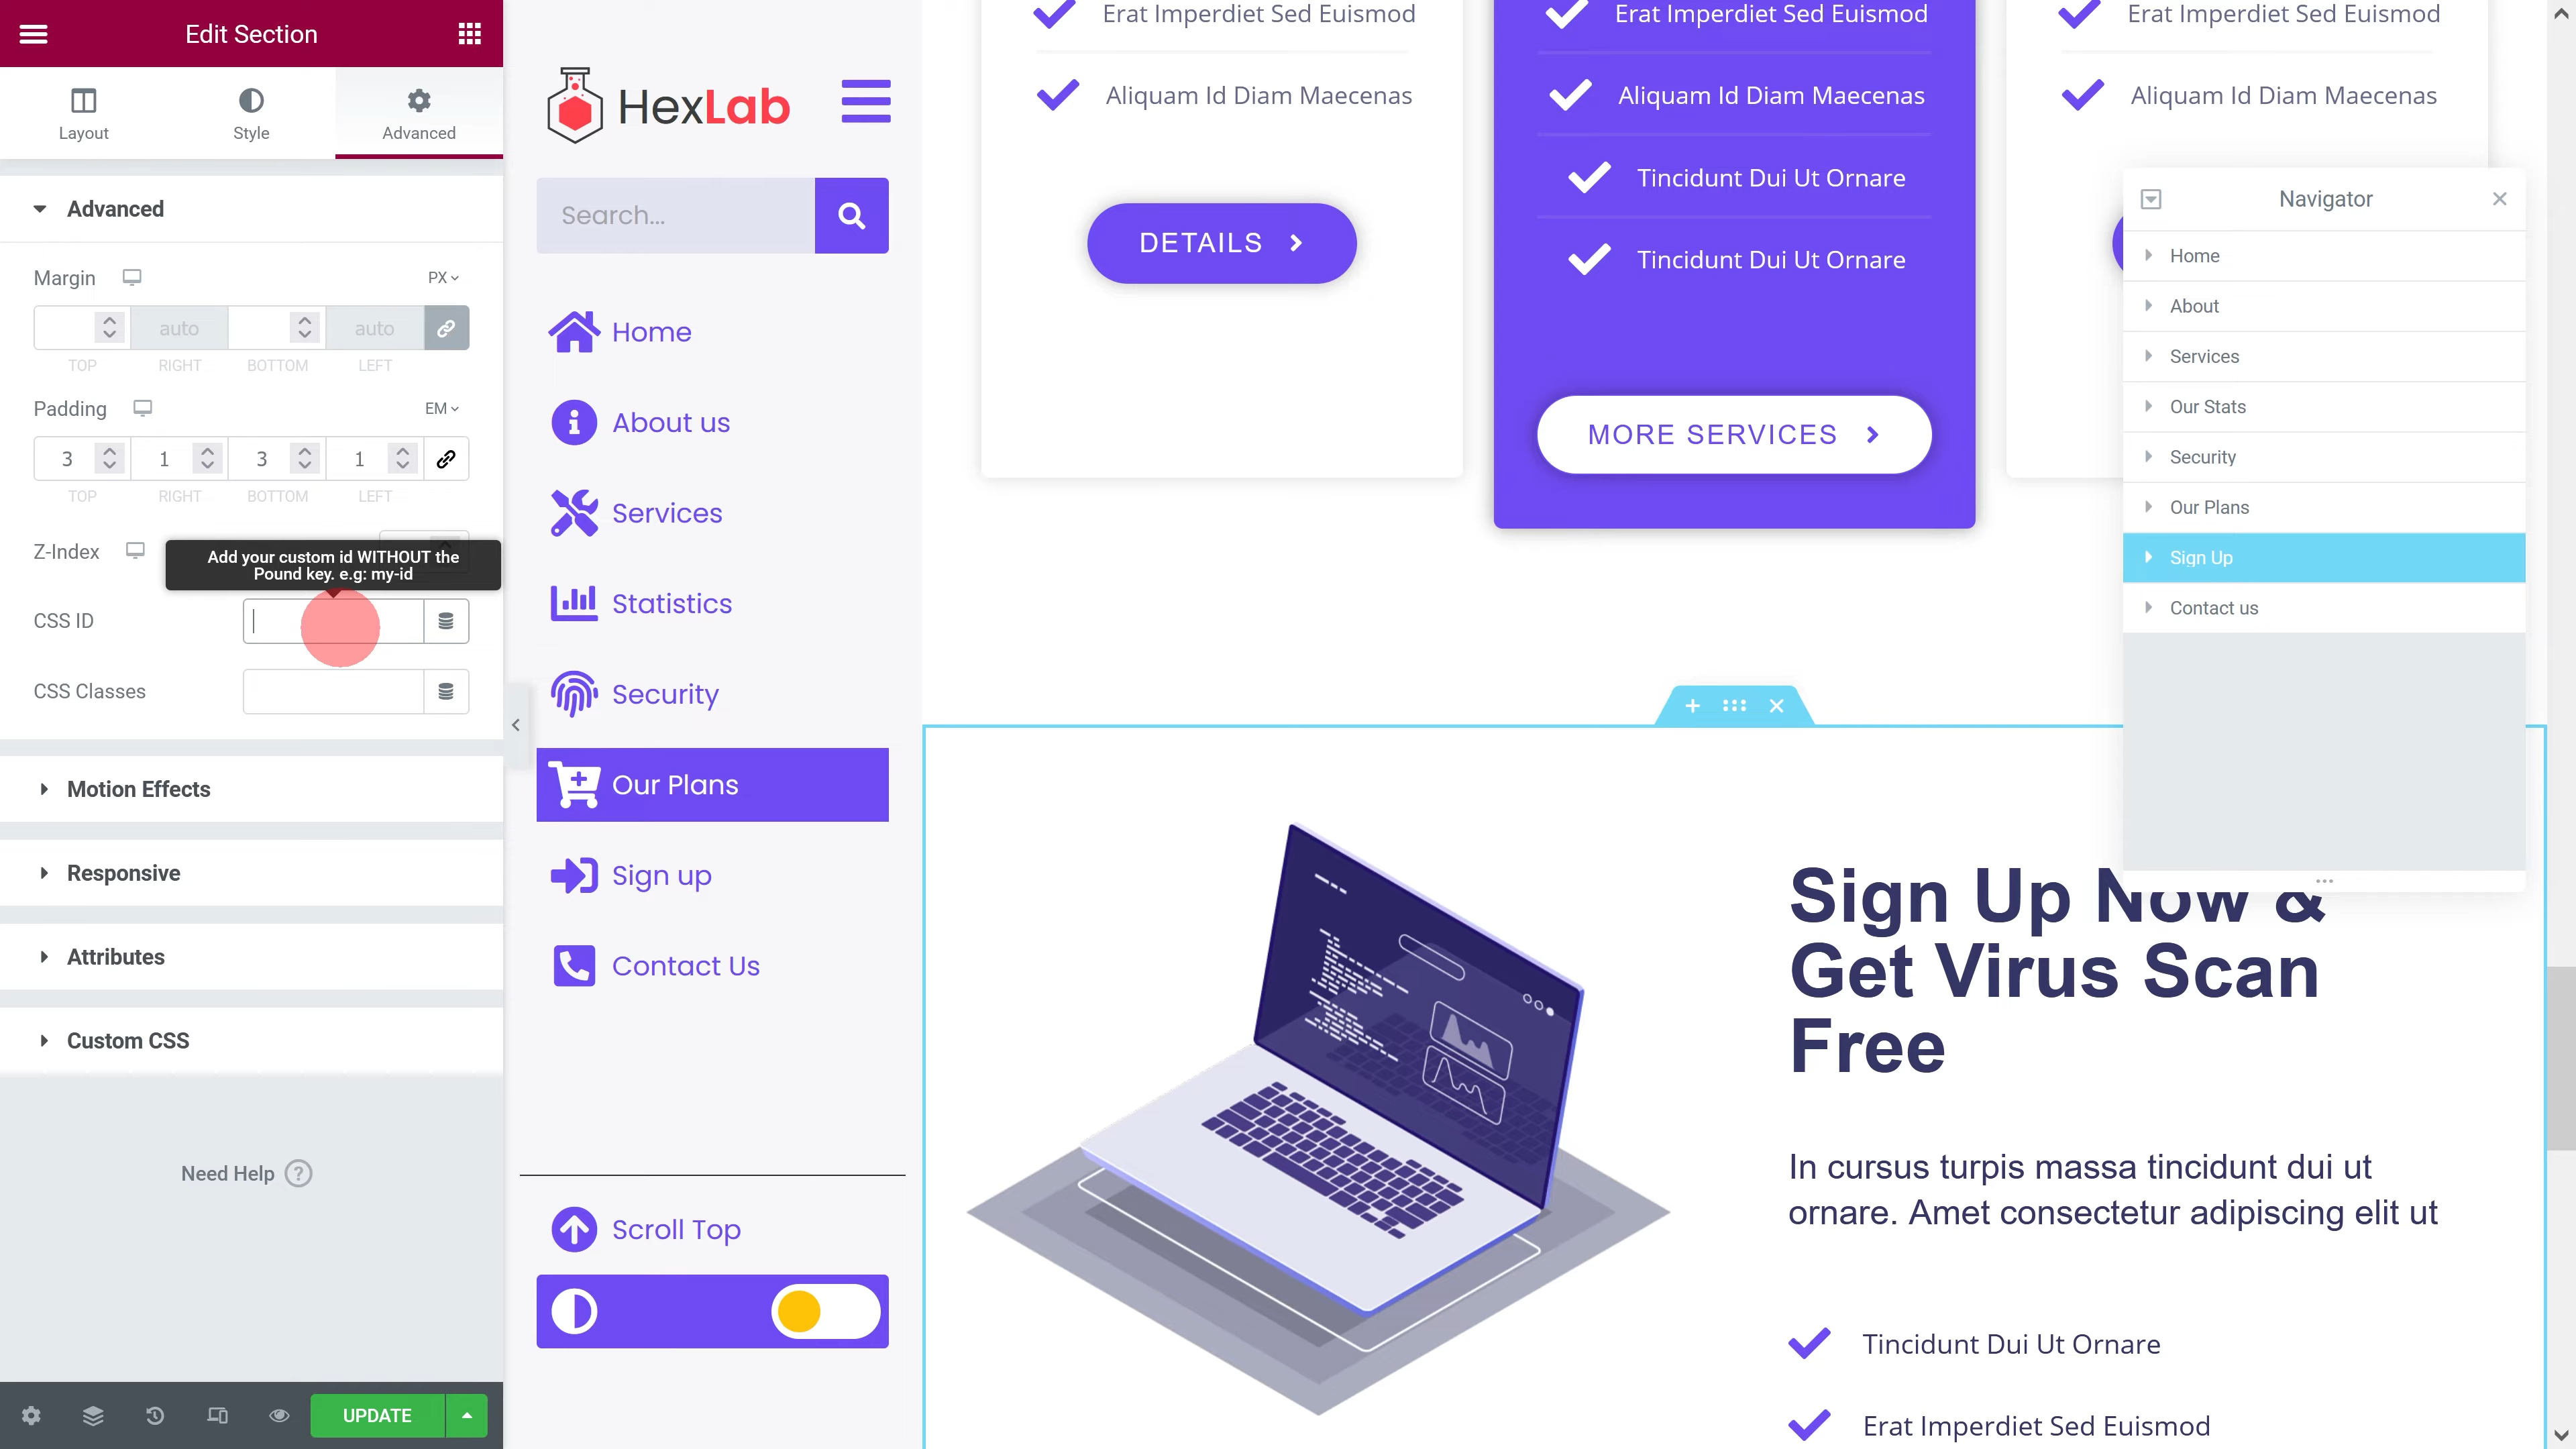 Edit Section
Layout
Style
Advanced
Advanced
Margin
PX
auto
auto
TOP
RIGHT
BOTTOM
LEFT
Padding
EM
3
1
3
1
TOP
RIGHT
BOTTOM
LEFT
Z-Index
Add your custom id WITHOUT the
Pound key. e.g: my-id
CSS ID
CSS Classes
Motion Effects
Responsive
Attributes
Custom CSS
Need Help
?
UPDATE
HexLab
Search...
Home
About us
Services
Statistics
Security
Our Plans
Sign up
Contact Us
Scroll Top
Erat Imperdiet Sed Euismod
Aliquam Id Diam Maecenas
DETAILS
Erat Imperdiet Sed Euismod
Aliquam Id Diam Maecenas
Tincidunt Dui Ut Ornare
Tincidunt Dui Ut Ornare
MORE SERVICES
Erat Imperdiet Sed Euismod
Aliquam Id Diam Maecenas
Navigator
Home
About
Services
Our Stats
Security
Our Plans
Sign Up
Contact us
Sign Up Now &
Get Virus Scan
Free
In cursus turpis massa tincidunt dui ut
ornare. Amet consectetur adipiscing elit ut
Tincidunt Dui Ut Ornare
Erat Imperdiet Sed Euismod